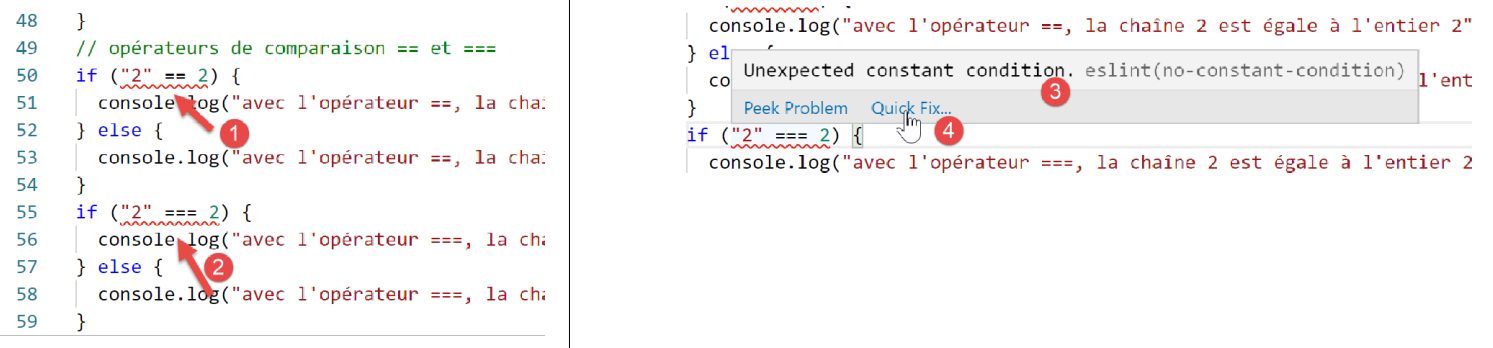 48 }
49 // opérateurs de comparaison == et ===
50 if ("2" == 2) {
51 console.log("avec l'opérateur ==, la chai
52 } else {
53 console.log("avec l'opérateur ==, la chai
54 }
55 if ("2" === 2) {
56 console.log("avec l'opérateur ===, la cha
57 } else {
58 console.log("avec l'opérateur ===, la cha
59 }
1
2
console.log("avec l'opérateur ==, la chaîne 2 est égale à l'entier 2"
} el
Unexpected constant condition. eslint(no-constant-condition)
3
co l'ent
Peek Problem Quick Fix...
}
4
if ("2" === 2) {
console.log("avec l'opérateur ===, la chaîne 2 est égale à l'entier 2